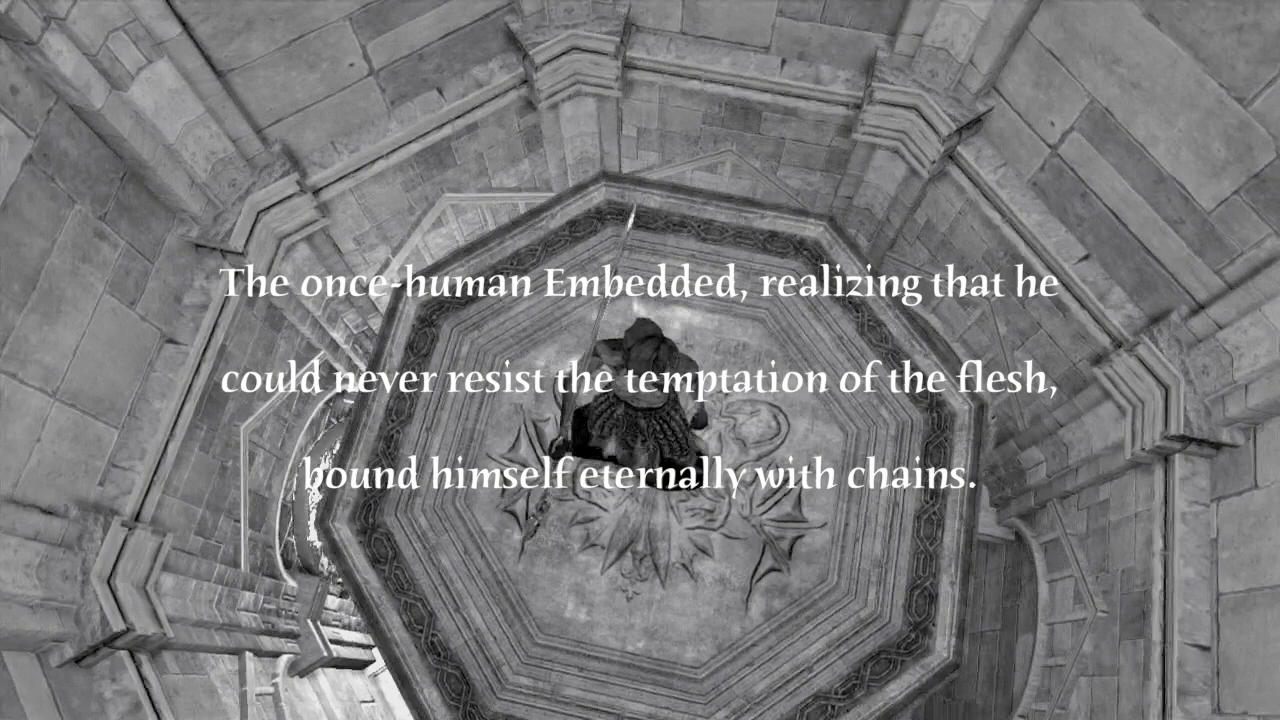 The once-human Embedded, realizing that he
could never resist the temptation of the flesh,
bound himself eternally with chains.